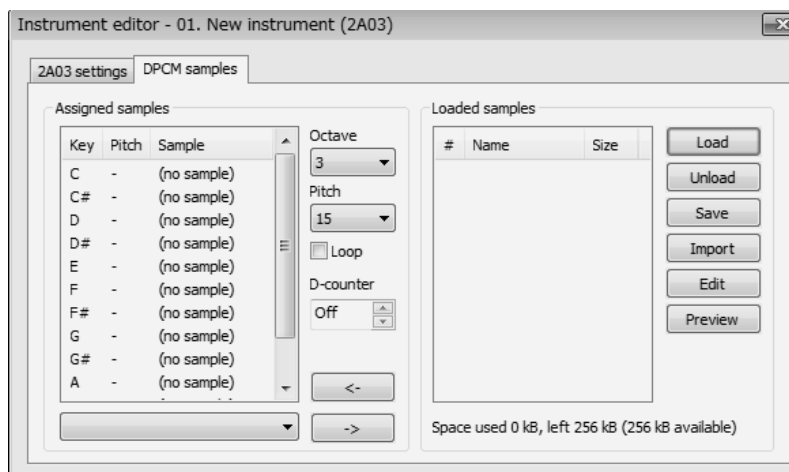 Instrument editor - 01. New instrument (2A03)
2A03 settings DPCM samples
Assigned samples
Key Pitch Sample
C - (no sample)
C# - (no sample)
D - (no sample)
D# - (no sample)
E - (no sample)
F - (no sample)
F# - (no sample)
G - (no sample)
G# - (no sample)
A - (no sample)
Octave
3
Pitch
15
Loop
D-counter
Off
<-
->
Loaded samples
# Name Size
Load
Unload
Save
Import
Edit
Preview
Space used 0 kB, left 256 kB (256 kB available)